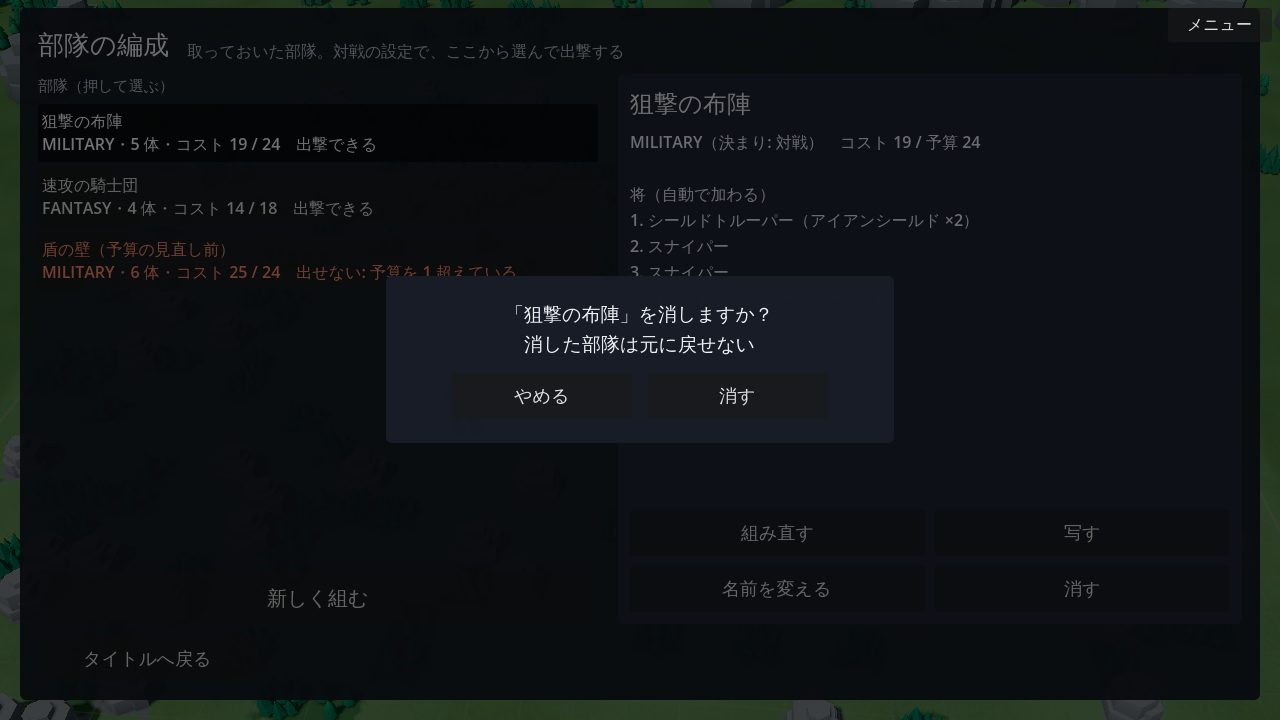 メニュー
部隊の編成
取っておいた部隊。対戦の設定で、ここから選んで出撃する
部隊（押して選ぶ）
狙撃の布陣
MILITARY・5 体・コスト 19 / 24　出撃できる
速攻の騎士団
FANTASY・4 体・コスト 14 / 18　出撃できる
盾の壁（予算の見直し前）
MILITARY・6 体・コスト 25 / 24　出せない: 予算を 1 超えている
狙撃の布陣
MILITARY（決まり: 対戦）　コスト 19 / 予算 24
将（自動で加わる）
1. シールドトルーパー（アイアンシールド ×2）
2. スナイパー
3. スナイパー
「狙撃の布陣」を消しますか？
消した部隊は元に戻せない
やめる
消す
組み直す
写す
名前を変える
消す
新しく組む
タイトルへ戻る